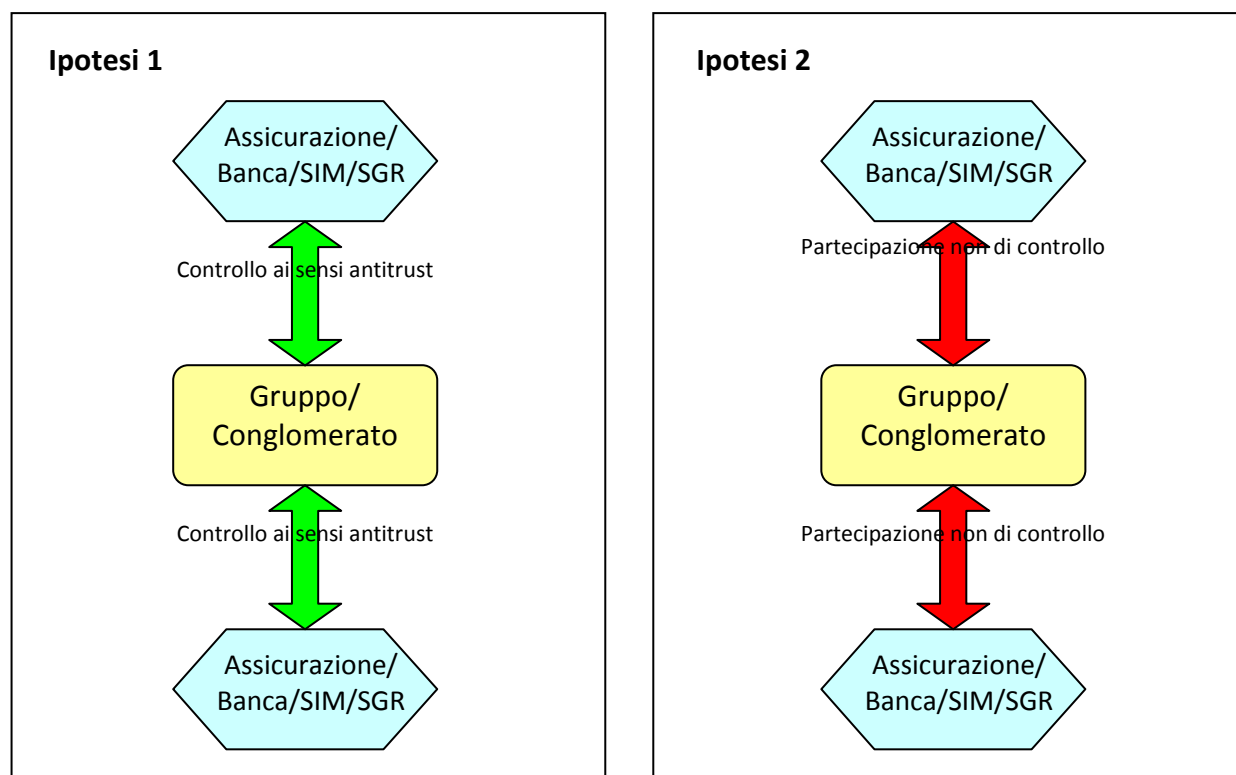 Ipotesi 1
Assicurazione/
Banca/SIM/SGR
Controllo ai sensi antitrust
Gruppo/
Conglomerato
Controllo ai sensi antitrust
Assicurazione/
Banca/SIM/SGR
Ipotesi 2
Assicurazione/
Banca/SIM/SGR
Partecipazione non di controllo
Gruppo/
Conglomerato
Partecipazione non di controllo
Assicurazione/
Banca/SIM/SGR